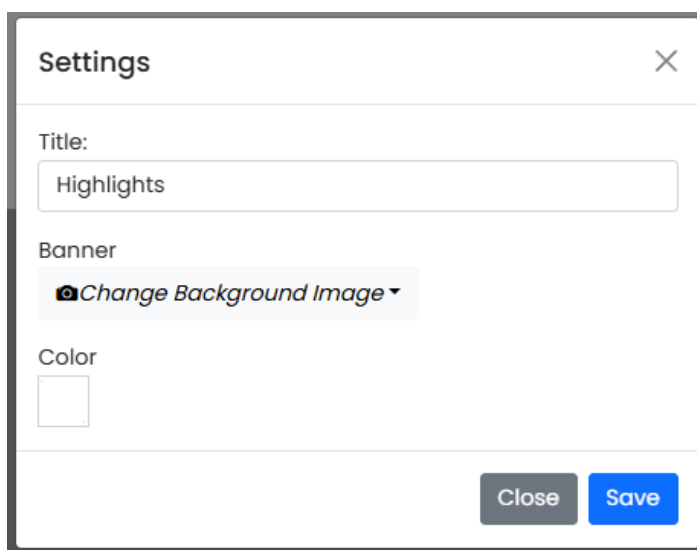 Settings
Title:
Highlights
Banner
Change Background Image
Color
Close Save